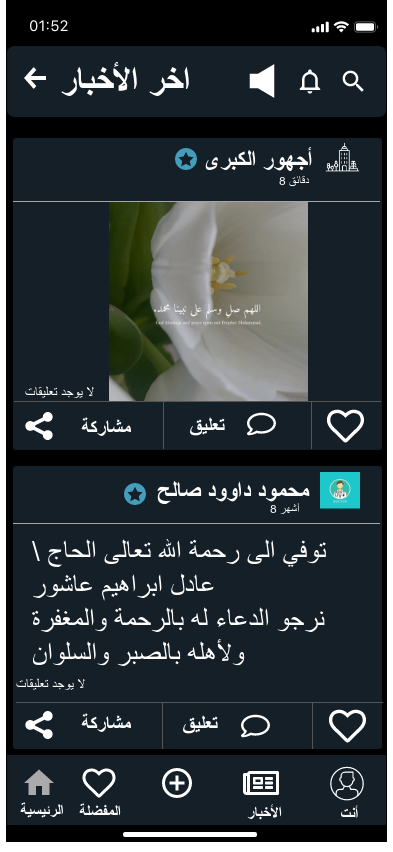 01:52
اخر الأخبار
أجهور الكبرى
دقائق 8
اللهم صل وسلم على نبينا محمد.
لا يوجد تعليقات
تعليق
مشاركة
محمود داوود صالح
أشهر 8
توفي الى رحمة الله تعالى الحاج \
عادل ابراهيم عاشور
نرجو الدعاء له بالرحمة والمغفرة
ولأهله بالصبر والسلوان
لا يوجد تعليقات
تعليق
مشاركة
أنت
الأخبار
المفضلة
الرئيسية